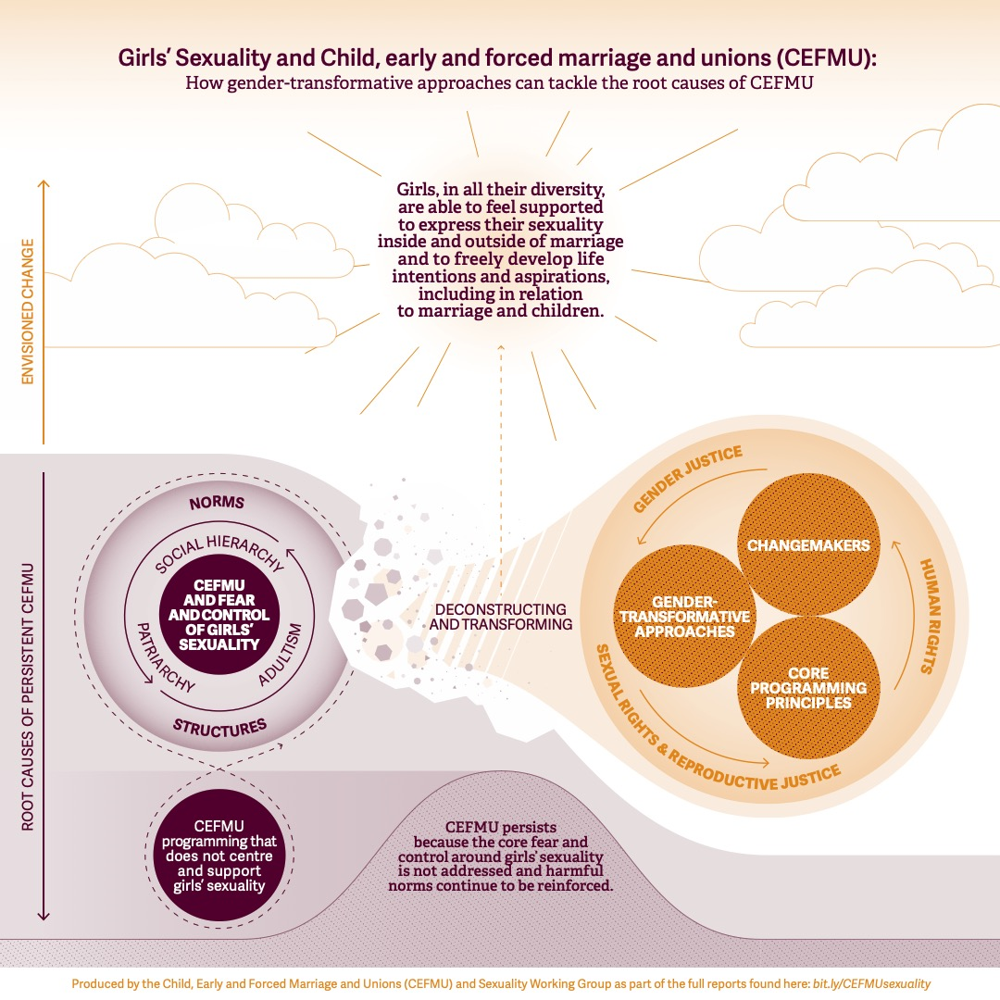 Girls' Sexuality and Child, early and forced marriage and unions (CEFMU):
How gender-transformative approaches can tackle the root causes of CEFMU
Girls, in all their diversity,
are able to feel supported
to express their sexuality
inside and outside of marriage
and to freely develop life
intentions and aspirations,
including in relation
to marriage and children.
ENVISIONED CHANGE
ROOT CAUSES OF PERSISTENT CEFMU
NORMS
SOCIAL HIERARCHY
CEFMU
AND FEAR
AND CONTROL
OF GIRLS'
SEXUALITY
PATRIARCHY
ADULTISM
STRUCTURES
DECONSTRUCTING
AND TRANSFORMING
GENDER JUSTICE
CHANGEMAKERS
GENDER-
TRANSFORMATIVE
APPROACHES
HUMAN RIGHTS
CORE
PROGRAMMING
PRINCIPLES
SEXUAL RIGHTS & REPRODUCTIVE JUSTICE
CEFMU
programming that
does not centre
and support
girls' sexuality
CEFMU persists
because the core fear and
control around girls' sexuality
is not addressed and harmful
norms continue to be reinforced.
Produced by the Child, Early and Forced Marriage and Unions (CEFMU) and Sexuality Working Group as part of the full reports found here: bit.ly/CEFMUsexuality